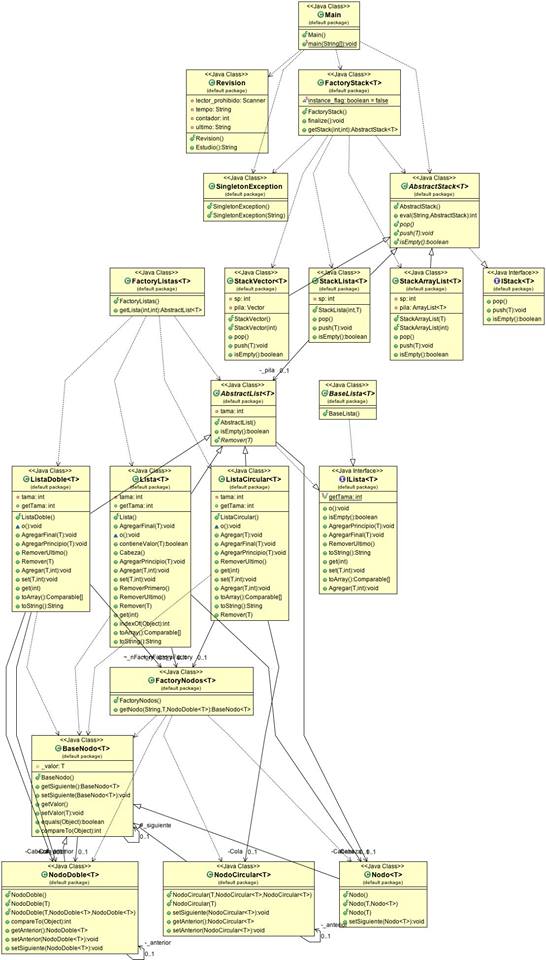 <<Java Class>>
Main
(default package)
Main()
main(String[]):void
<<Java Class>>
Revision
(default package)
lector_prohibido: Scanner
tempo: String
contador: int
ultimo: String
Revision()
Estudio():String
<<Java Class>>
FactoryStack<T>
(default package)
instance_flag: boolean = false
FactoryStack()
finalize():void
getStack(int,int):AbstractStack<T>
<<Java Class>>
SingletonException
(default package)
SingletonException()
SingletonException(String)
<<Java Class>>
AbstractStack<T>
(default package)
AbstractStack()
eval(String,AbstractStack):int
pop()
push(T):void
isEmpty():boolean
<<Java Class>>
FactoryListas<T>
(default package)
FactoryListas()
getLista(int,int):AbstractList<T>
<<Java Class>>
StackVector<T>
(default package)
sp: int
pila: Vector
StackVector()
StackVector(int)
pop()
push(T):void
isEmpty():boolean
<<Java Class>>
StackLista<T>
(default package)
sp: int
StackLista(int,T)
pop()
push(T):void
isEmpty():boolean
<<Java Class>>
StackArrayList<T>
(default package)
sp: int
pila: ArrayList<T>
StackArrayList(T)
StackArrayList(int)
pop()
push(T):void
isEmpty():boolean
<<Java Interface>>
IStack<T>
(default package)
pop()
push(T):void
isEmpty():boolean
-_pila 0..1
<<Java Class>>
AbstractList<T>
(default package)
tama: int
AbstractList()
isEmpty():boolean
Remover(T)
<<Java Class>>
BaseLista<T>
(default package)
BaseLista()
<<Java Class>>
ListaDoble<T>
(default package)
tama: int
getTama: int
ListaDoble()
o():void
AgregarFinal(T):void
AgregarPrincipio(T):void
RemoverUltimo()
Remover(T)
Agregar(T,int):void
set(T,int):void
get(int)
toArray():Comparable[]
toString():String
<<Java Class>>
Lista<T>
(default package)
tama: int
getTama: int
Lista()
AgregarFinal(T):void
o():void
contieneValor(T):boolean
Cabeza()
AgregarPrincipio(T):void
Agregar(T,int):void
set(T,int):void
RemoverPrimero()
RemoverUltimo()
Remover(T)
get(int)
indexOf(Object):int
toArray():Comparable[]
toString():String
<<Java Class>>
ListaCircular<T>
(default package)
tama: int
getTama: int
ListaCircular()
o():void
Agregar(T,int):void
AgregarFinal(T):void
AgregarPrincipio(T):void
RemoverUltimo()
get(int)
set(T,int):void
toArray():Comparable[]
toString():String
Remover(T)
<<Java Interface>>
ILista<T>
(default package)
getTama: int
o():void
isEmpty():boolean
AgregarPrincipio(T):void
AgregarFinal(T):void
RemoverUltimo()
toString():String
get(int)
set(T,int):void
toArray():Comparable[]
Agregar(T,int):void
0..1
<<Java Class>>
FactoryNodos<T>
(default package)
FactoryNodos()
getNodo(String,T,NodoDoble<T>):BaseNodo<T>
<<Java Class>>
BaseNodo<T>
(default package)
_valor: T
BaseNodo()
getSiguiente():BaseNodo<T>
setSiguiente(BaseNodo<T>):void
getValor()
setValor(T):void
equals(Object):boolean
compareTo(Object):int
#_siguiente
0..1
-Cola 0..1
0..1
<<Java Class>>
NodoDoble<T>
(default package)
NodoDoble()
NodoDoble(T)
NodoDoble(T,NodoDoble<T>,NodoDoble<T>)
compareTo(Object):int
getAnterior():NodoDoble<T>
setAnterior(NodoDoble<T>):void
setSiguiente(NodoDoble<T>):void
-_anterior
0..1
<<Java Class>>
NodoCircular<T>
(default package)
NodoCircular(T,NodoCircular<T>,NodoCircular<T>)
NodoCircular(T)
setSiguiente(NodoCircular<T>):void
getAnterior():NodoCircular<T>
setAnterior(NodoCircular<T>):void
-_anterior
0..1
<<Java Class>>
Nodo<T>
(default package)
Nodo()
Nodo(T,Nodo<T>)
Nodo(T)
setSiguiente(Nodo<T>):void